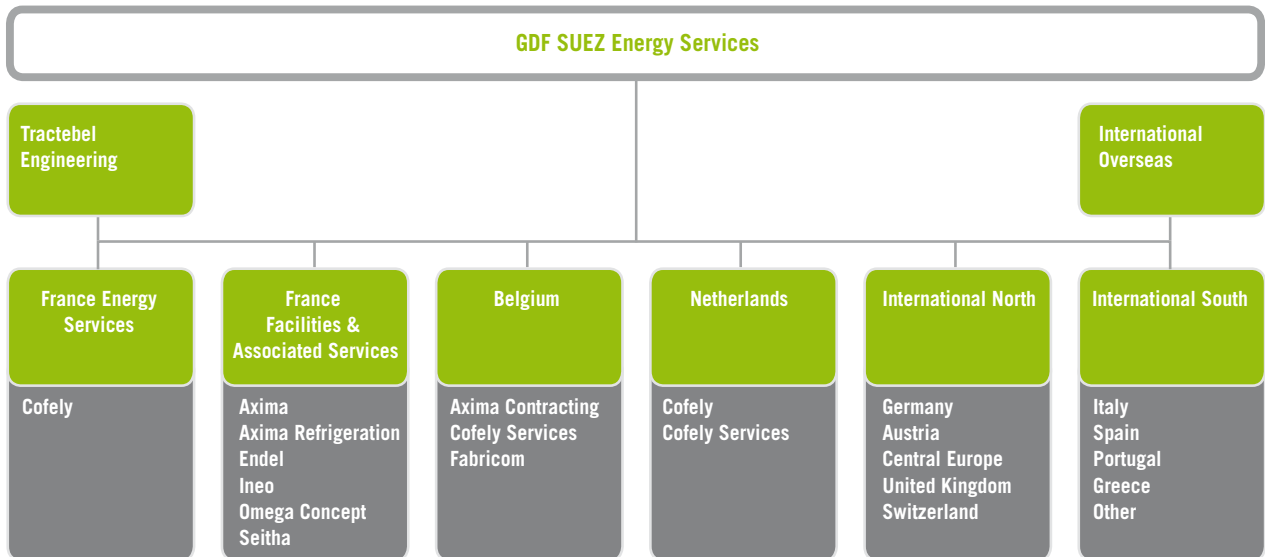 GDF SUEZ Energy Services
Tractebel
Engineering
International
Overseas
France Energy
Services
Cofely
France
Facilities &
Associated Services
Axima
Axima Refrigeration
Endel
Ineo
Omega Concept
Seitha
Belgium
Axima Contracting
Cofely Services
Fabricom
Netherlands
Cofely
Cofely Services
International North
Germany
Austria
Central Europe
United Kingdom
Switzerland
International South
Italy
Spain
Portugal
Greece
Other